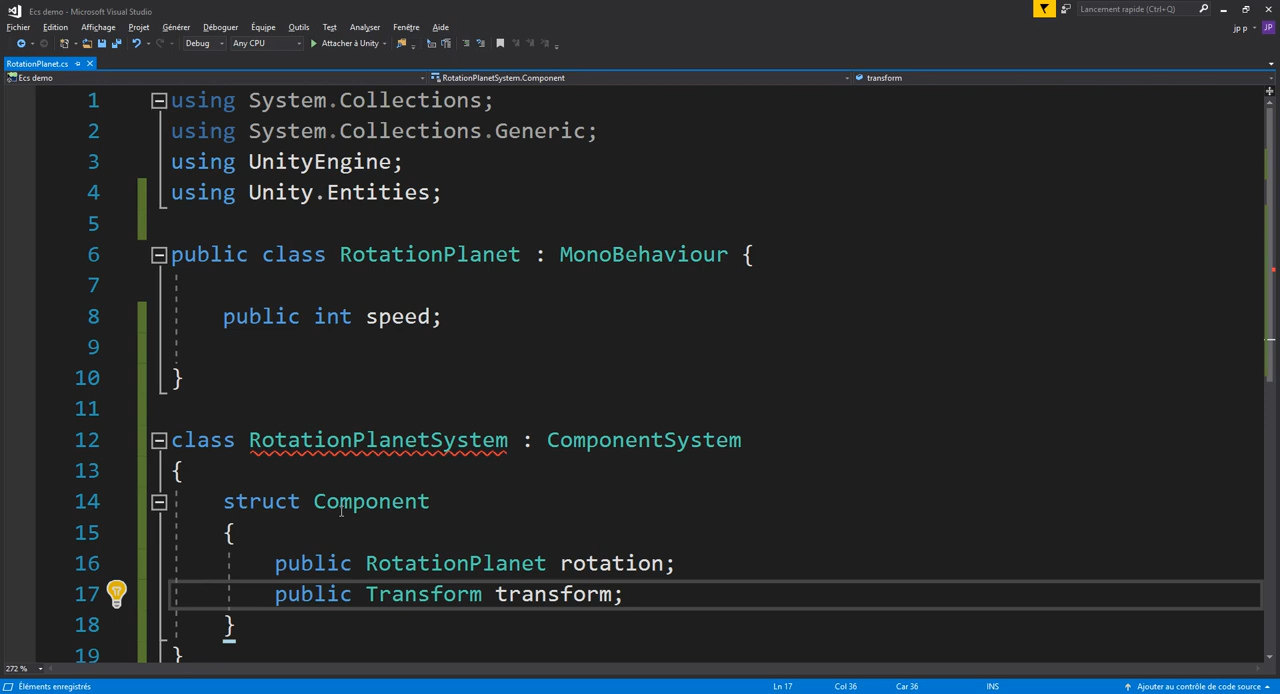 Ecs demo - Microsoft Visual Studio
Lancement rapide (Ctrl+Q)
Fichier Edition Affichage Projet Générer Déboguer Équipe Outils Test Analyser Fenêtre Aide
jp p JP
Debug Any CPU Attacher à Unity
RotationPlanet.cs
Ecs demo RotationPlanetSystem.Component transform
1 using System.Collections;
2 using System.Collections.Generic;
3 using UnityEngine;
4 using Unity.Entities;
5
6 public class RotationPlanet : MonoBehaviour {
7
8 public int speed;
9
10 }
11
12 class RotationPlanetSystem : ComponentSystem
13 {
14 struct Component
15 {
16 public RotationPlanet rotation;
17 public Transform transform;
18 }
19 }
272 %
Éléments enregistrés Ln 17 Col 36 Car 36 INS Ajouter au contrôle de code source